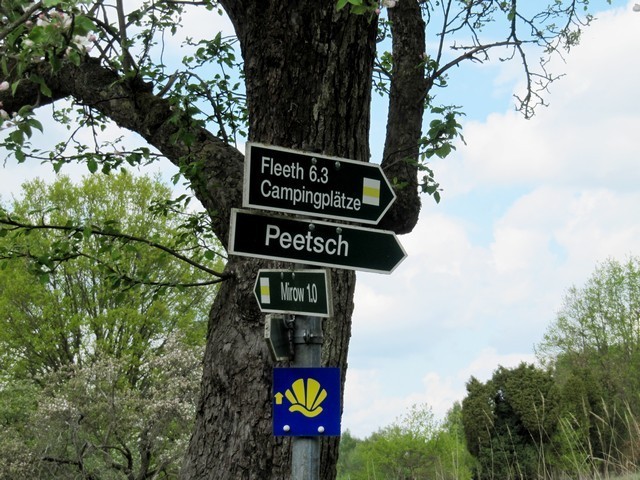 Fleeth 6.3
Campingplätze
Peetsch
Mirow 1.0